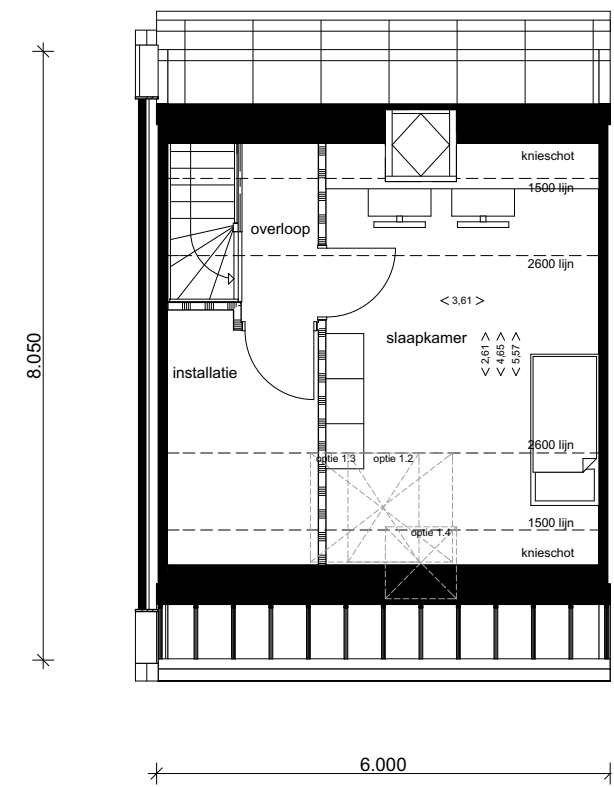 knieschot
1500 lijn
overloop
2600 lijn
< 3,61 >
slaapkamer
< 2,61 >
< 4,65 >
< 5,57 >
8.050
installatie
2600 lijn
optie 1.3
optie 1.2
1500 lijn
optie 1.4
knieschot
6.000